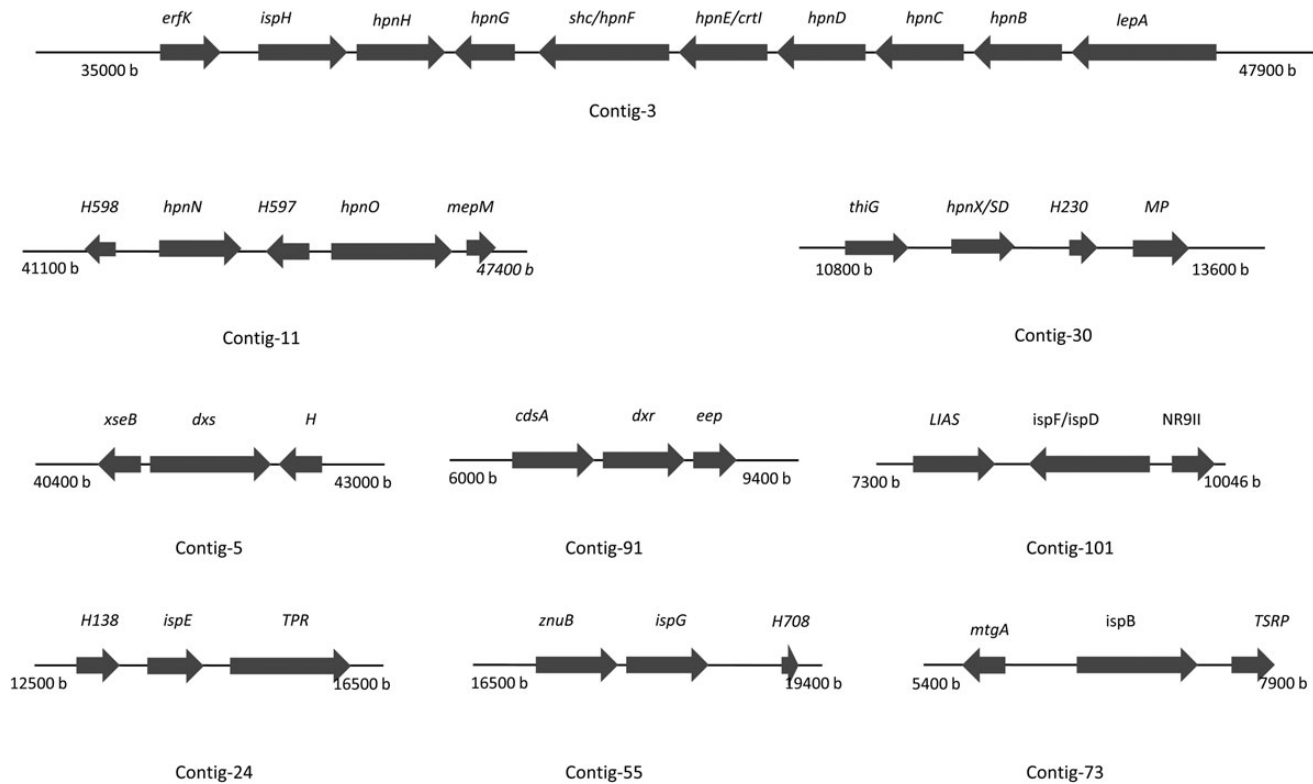 erfK ispH hpnH hpnG shc/hpnF hpnE/crtI hpnD hpnC hpnB lepA
35000 b 47900 b
Contig-3
H598 hpnN H597 hpnO mepM
41100 b 47400 b
Contig-11
thiG hpnX/SD H230 MP
10800 b 13600 b
Contig-30
xseB dxs H
40400 b 43000 b
Contig-5
cdsA dxr eep
6000 b 9400 b
Contig-91
LIAS ispF/ispD NR9II
7300 b 10046 b
Contig-101
H138 ispE TPR
12500 b 16500 b
Contig-24
znuB ispG H708
16500 b 19400 b
Contig-55
mtgA ispB TSRP
5400 b 7900 b
Contig-73